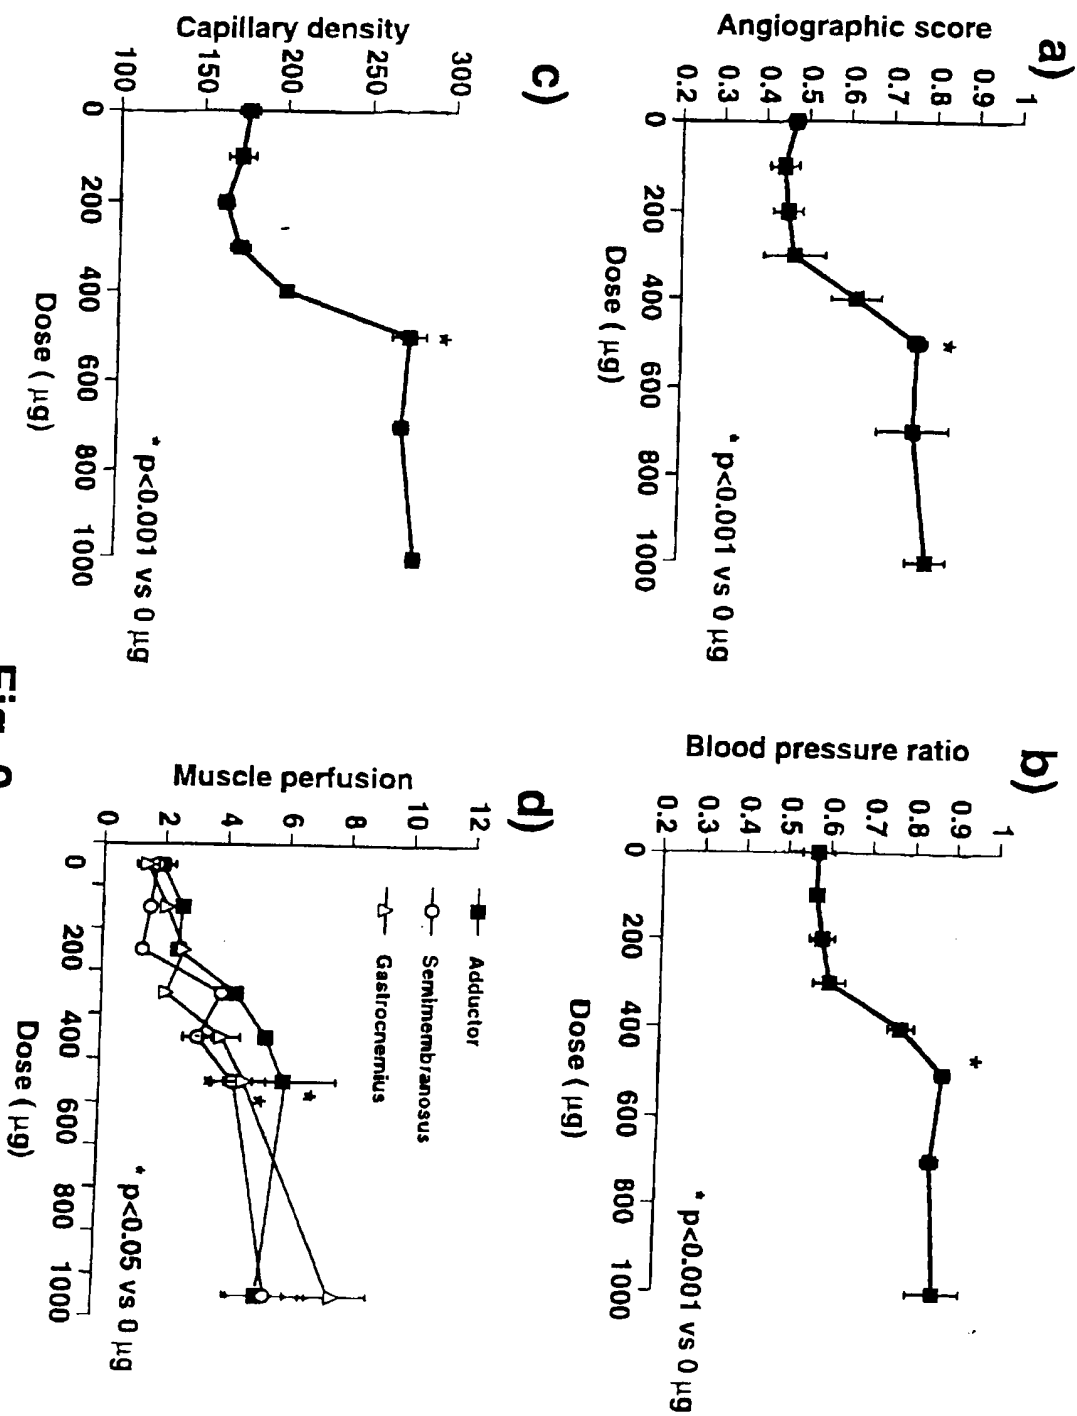 a)
Angiographic score
1
0.9
0.8
0.7
0.6
0.5
0.4
0.3
0.2
0 200 400 600 800 1000
Dose ( μg)
*
* p<0.001 vs 0 μg
b)
Blood pressure ratio
1
0.9
0.8
0.7
0.6
0.5
0.4
0.3
0.2
0 200 400 600 800 1000
Dose ( μg)
*
* p<0.001 vs 0 μg
c)
Capillary density
300
250
200
150
100
0 200 400 600 800 1000
Dose ( μg)
*
* p<0.001 vs 0 μg
d)
Muscle perfusion
12
10
8
6
4
2
0
0 200 400 600 800 1000
Dose ( μg)
Adductor
Semimembranosus
Gastrocnemius
*
*
*
* p<0.05 vs 0 μg